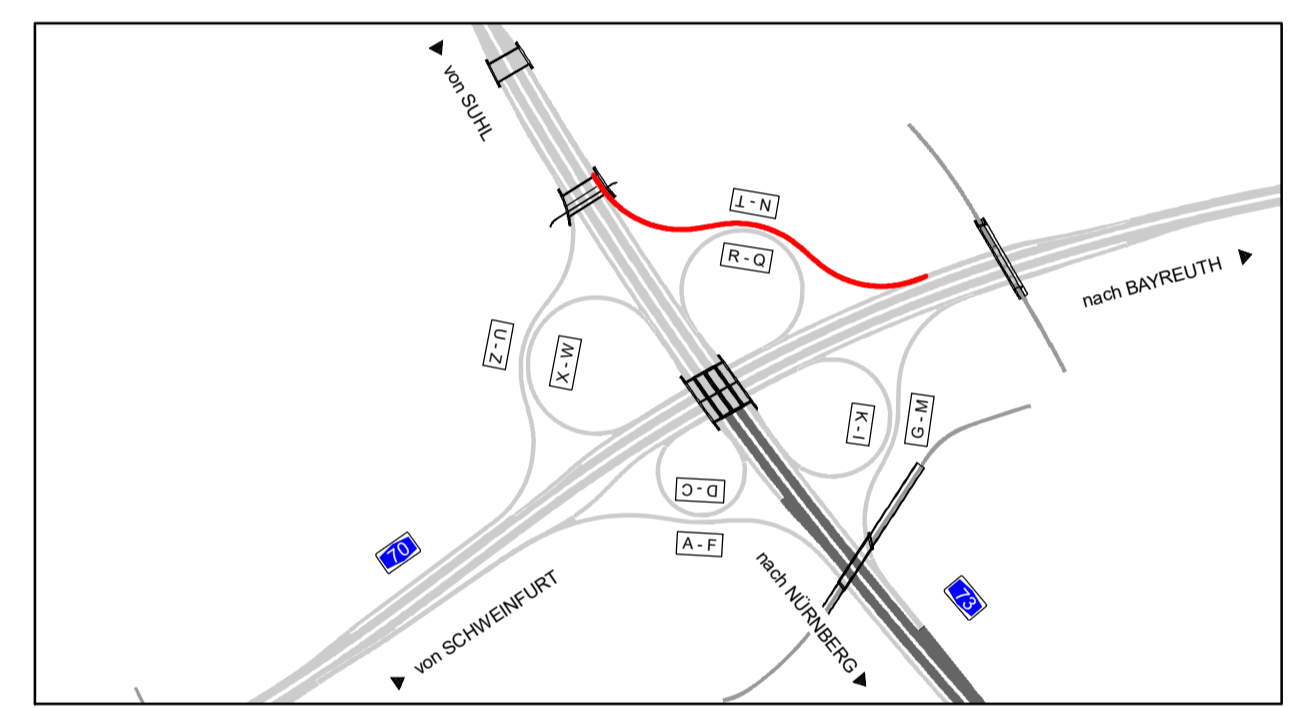 von SUHL
N - T
R - Q
nach BAYREUTH
U - Z
W - X
K - I
G - M
D - C
A - F
70
von SCHWEINFURT
nach NÜRNBERG
73